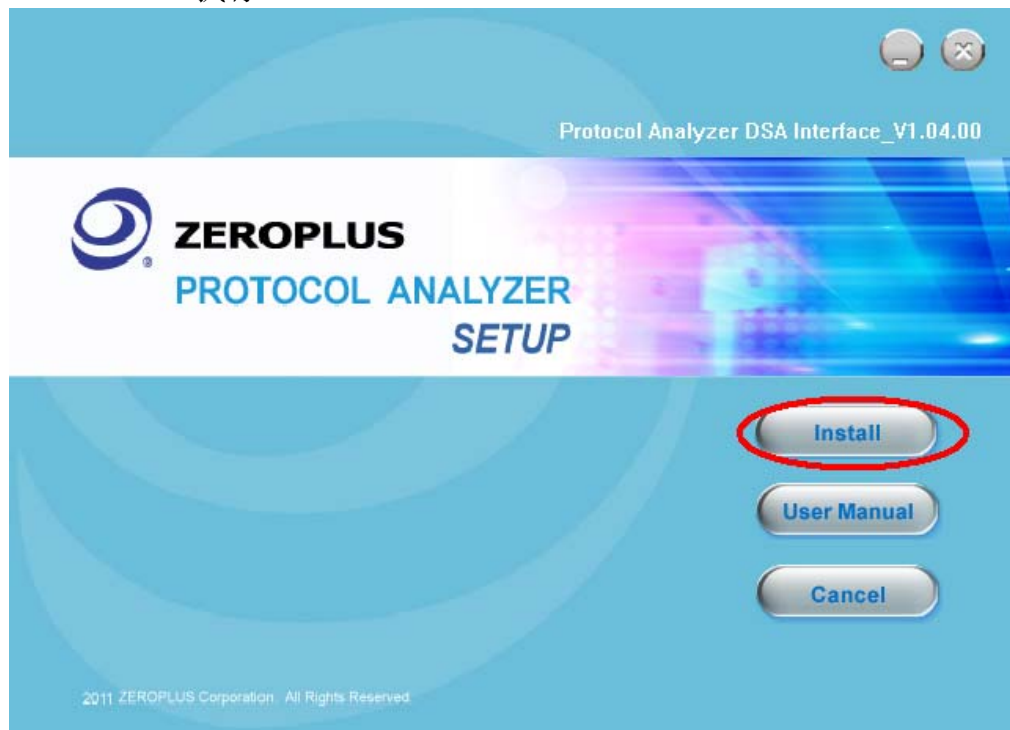 Protocol Analyzer DSA Interface_V1.04.00
ZEROPLUS
®
PROTOCOL ANALYZER
SETUP
Install
User Manual
Cancel
2011 ZEROPLUS Corporation. All Rights Reserved.